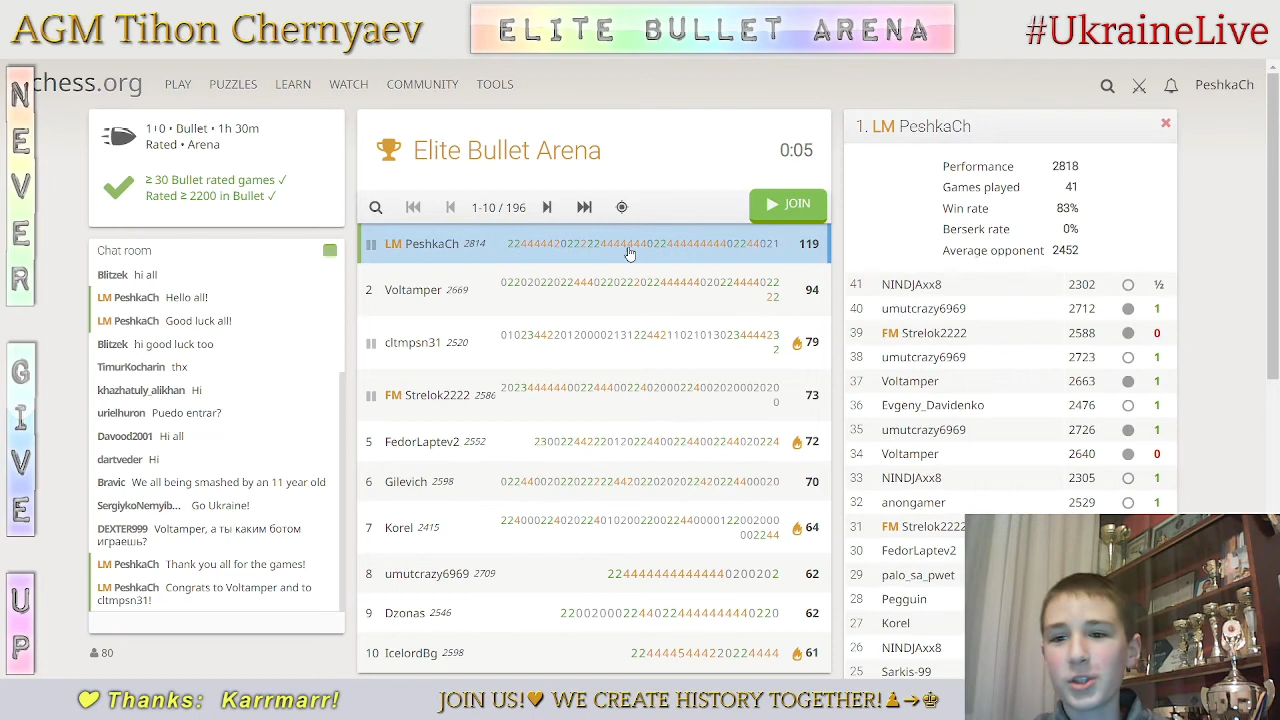 AGM Tihon Chernyaev
ELITE BULLET ARENA
#UkraineLive
NEVER
GIVE
UP
chess.org
PLAY
PUZZLES
LEARN
WATCH
COMMUNITY
TOOLS
PeshkaCh
1+0 • Bullet • 1h 30m
Rated • Arena
≥ 30 Bullet rated games ✓
Rated ≥ 2200 in Bullet ✓
Chat room
Blitzek hi all
LM PeshkaCh Hello all!
LM PeshkaCh Good luck all!
Blitzek hi good luck too
TimurKocharin thx
khazhatuly_alikhan Hi
urielhuron Puedo entrar?
Davood2001 Hi all
dartveder Hi
Bravic We all being smashed by an 11 year old
SergiykoNemyib... Go Ukraine!
DEXTER999 Voltamper, а ты каким ботом
играешь?
LM PeshkaCh Thank you all for the games!
LM PeshkaCh Congrats to Voltamper and to
cltmpsn31!
80
Elite Bullet Arena
0:05
1-10 / 196
JOIN
LM PeshkaCh 2814 119
2 Voltamper 2669 94
22
cltmpsn31 2520 79
2
FM Strelok2222 2586 73
0
5 FedorLaptev2 2552 72
6 Gilevich 2598 70
7 Korel 2415 64
002244
8 umutcrazy6969 2709 62
9 Dzonas 2546 62
10 IcelordBg 2598 61
1. LM PeshkaCh
Performance 2818
Games played 41
Win rate 83%
Berserk rate 0%
Average opponent 2452
41 NINDJAxx8 2302 ½
40 umutcrazy6969 2712 1
39 FM Strelok2222 2588 0
38 umutcrazy6969 2723 1
37 Voltamper 2663 1
36 Evgeny_Davidenko 2476 1
35 umutcrazy6969 2726 1
34 Voltamper 2640 0
33 NINDJAxx8 2305 1
32 anongamer 2529 1
31 FM Strelok2222
30 FedorLaptev2
29 palo_sa_pwet
28 Pegguin
27 Korel
26 NINDJAxx8
25 Sarkis-99
Thanks: Karrmarr!
JOIN US! WE CREATE HISTORY TOGETHER!